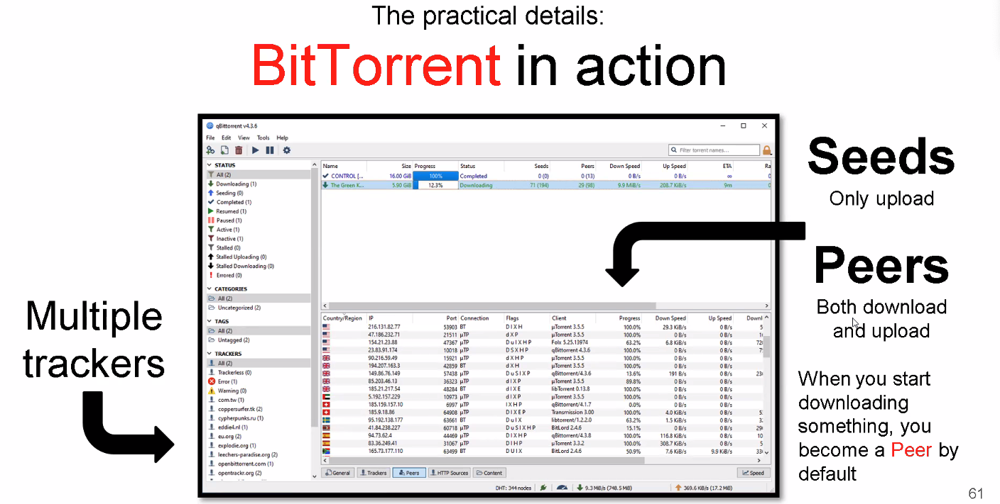 The practical details:
BitTorrent in action
qBittorrent v4.3.6
File Edit View Tools Help
Filter torrent names...
STATUS
All (2)
Downloading (1)
Seeding (0)
Completed (1)
Resumed (1)
Paused (1)
Active (1)
Inactive (1)
Stalled (0)
Stalled Uploading (0)
Stalled Downloading (0)
Errored (0)
CATEGORIES
All (2)
Uncategorized (2)
TAGS
All (2)
Untagged (2)
TRACKERS
All (2)
Trackerless (0)
Error (1)
Warning (0)
com.tw (1)
coppersurfer.tk (2)
cypherpunks.ru (1)
eddie4.nl (1)
eu.org (2)
explodie.org (1)
leechers-paradise.org (2)
openbittorrent.com (1)
opentrackr.org (2)
Name Size Progress Status Seeds Peers Down Speed Up Speed ETA Ra
CONTROL [... 16.00 GiB 100% Completed 0 (0) 0 (13) 0 B/s 0 B/s ∞ 0
The Green K... 5.90 GiB 12.3% Downloading 71 (194) 29 (98) 9.9 MiB/s 208.7 KiB/s 9m
Country/Region IP Port Connection Flags Client Progress Down Speed Up Speed Downl
216.131.82.77 53903 BT D I X H µTorrent 3.5.5 100.0% 29.3 KiB/s 0 B/s
47.186.232.71 21511 µTP d X P µTorrent 3.5.5 100.0% 0 B/s 0 B/s
154.21.23.88 47367 µTP D u I X H P Folx 5.25.13974 63.2% 6.8 KiB/s 0 B/s
23.83.91.174 10018 µTP D S X H P qBittorrent 4.3.6 100.0% 0 B/s 0 B/s
90.216.59.49 15921 µTP d X H P µTorrent 3.5.5 100.0% 0 B/s 0 B/s
194.207.163.3 42859 BT d X H µTorrent 3.5.5 100.0% 0 B/s 0 B/s
149.86.76.149 57438 µTP D u S I X P qBittorrent/4.3.6 13.6% 191 B/s 0 B/s
85.203.46.13 36323 µTP d I X P µTorrent 3.5.5 89.8% 0 B/s 0 B/s
185.21.217.54 48284 BT d I X E libTorrent 0.13.8 100.0% 0 B/s 0 B/s
5.192.157.229 10973 µTP d I X P µTorrent 3.5.5 100.0% 0 B/s 0 B/s
185.159.157.10 6997 µTP I X H P qBittorrent/4.1.7 0.0% 0 B/s 0 B/s
185.9.18.86 64908 µTP D I X E P Transmission 3.00 100.0% 4.0 KiB/s 0 B/s
95.192.138.177 63661 BT D u I X libtorrent/1.2.2.0 63.2% 1.5 KiB/s 0 B/s
41.84.238.227 60718 µTP D u S I X H P BitLord 2.4.6 15.1% 0 B/s 0 B/s
94.73.62.4 44469 µTP D I X H P qBittorrent/4.3.8 100.0% 116.8 KiB/s 0 B/s
83.36.249.41 31067 µTP D I H P µTorrent 3.3.2 100.0% 308.7 KiB/s 0 B/s
165.73.177.110 63499 BT D U I X BitLord 2.4.6 50.9% 7.6 KiB/s 9.9 KiB/s
General Trackers Peers HTTP Sources Content Speed
DHT: 344 nodes 9.3 MiB/s (748.5 MiB) 369.6 KiB/s (17.2 MiB)
Multiple
trackers
Seeds
Only upload
Peers
Both download
and upload
When you start
downloading
something, you
become a Peer by
default
61